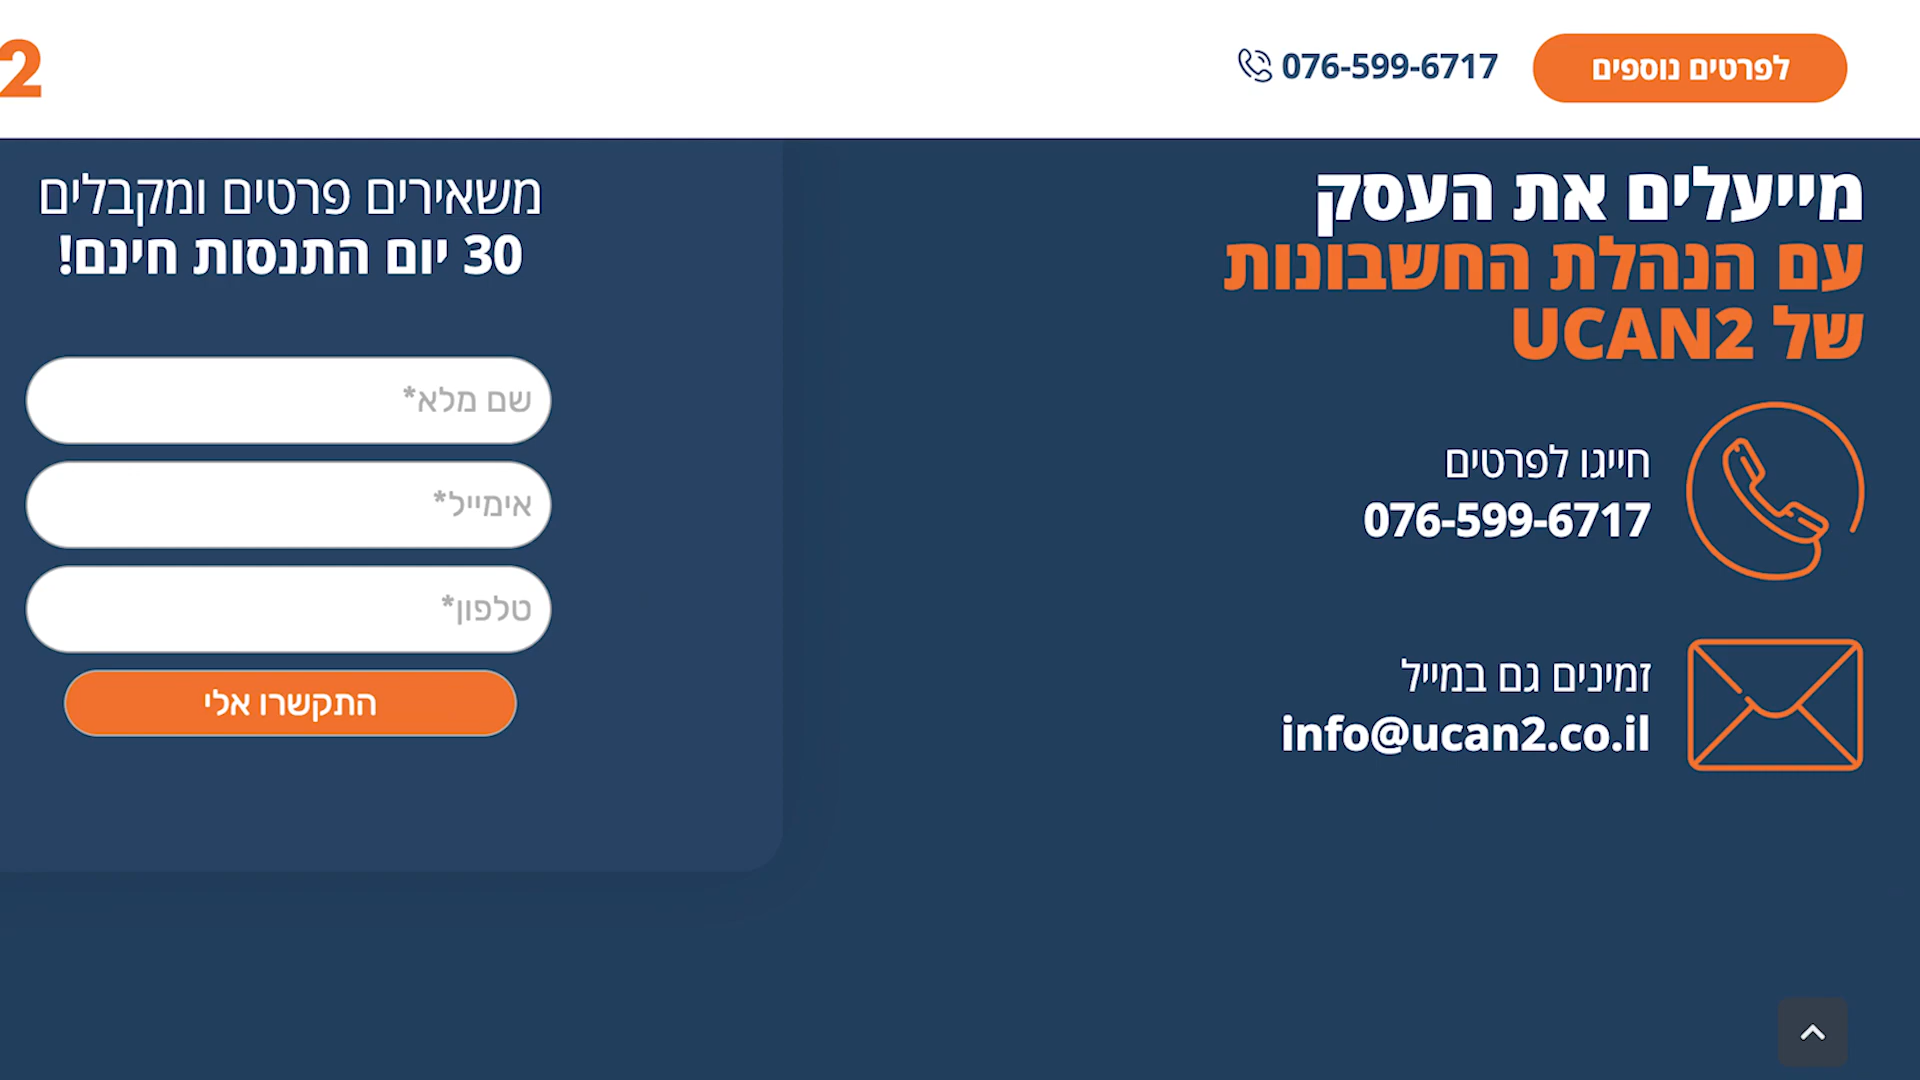 לפרטים נוספים
076-599-6717
2
מייעלים את העסק
עם הנהלת החשבונות
של UCAN2
חייגו לפרטים
076-599-6717
זמינים גם במייל
info@ucan2.co.il
משאירים פרטים ומקבלים
30 יום התנסות חינם!
שם מלא*
אימייל*
טלפון*
התקשרו אלי